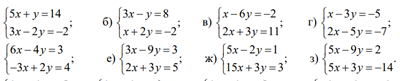 {5x + y = 14   б) {3x − y = 8   в) {x − 6y = −2   г) {x − 3y = −5
{3x − 2y = −2;   {x + 2y = −2;   {2x + 3y = 11;   {2x − 5y = −7;
{6x − 4y = 3   е) {3x − 9y = 3   ж) {5x − 2y = 1   з) {5x − 9y = 2
{−3x + 2y = 4;   {2x + 3y = 5;   {15x + 3y = 3;   {5x + 3y = −14.